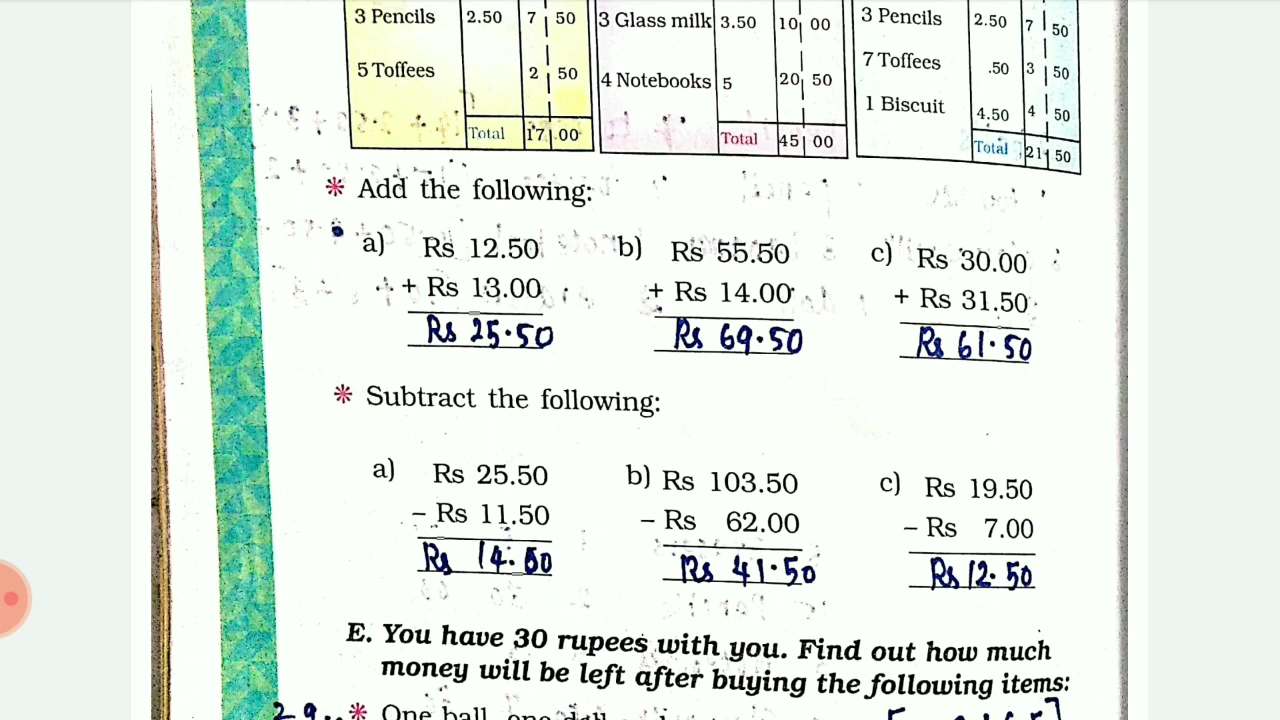 3 Pencils 2.50 7 50
5 Toffees 2 50
Total 17.00
3 Glass milk 3.50 10 00
4 Notebooks 5 20 50
Total 45 00
3 Pencils 2.50 7 50
7 Toffees .50 3 50
1 Biscuit 4.50 4 50
Total 21 50
* Add the following:
a) Rs 12.50 b) Rs 55.50 c) Rs 30.00
+ Rs 13.00 + Rs 14.00 + Rs 31.50
Rs 25.50 Rs 69.50 Rs 61.50
* Subtract the following:
a) Rs 25.50 b) Rs 103.50 c) Rs 19.50
– Rs 11.50 – Rs 62.00 – Rs 7.00
Rs 14.00 Rs 41.50 Rs 12.50
E. You have 30 rupees with you. Find out how much
money will be left after buying the following items:
* One ball, one doll